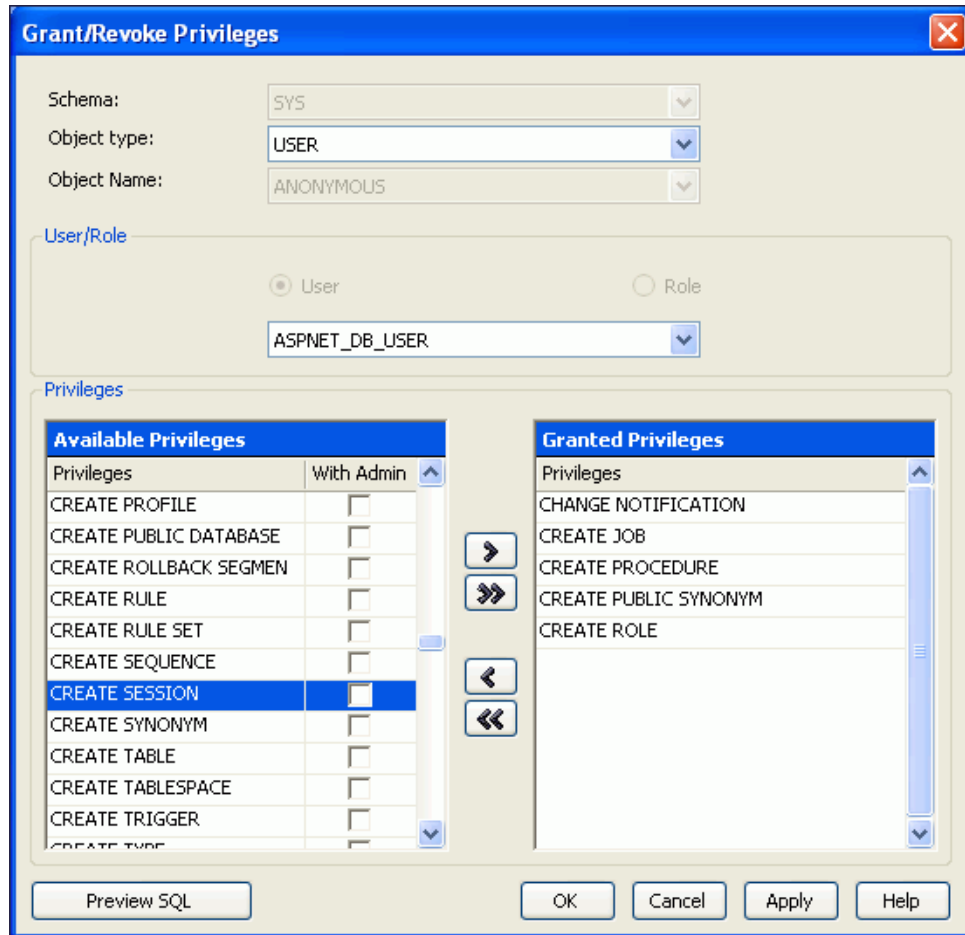 Grant/Revoke Privileges
Schema: SYS
Object type: USER
Object Name: ANONYMOUS
User/Role
User Role
ASPNET_DB_USER
Privileges
Available Privileges
Privileges With Admin
CREATE PROFILE
CREATE PUBLIC DATABASE
CREATE ROLLBACK SEGMEN
CREATE RULE
CREATE RULE SET
CREATE SEQUENCE
CREATE SESSION
CREATE SYNONYM
CREATE TABLE
CREATE TABLESPACE
CREATE TRIGGER
CREATE TYPE
Granted Privileges
Privileges
CHANGE NOTIFICATION
CREATE JOB
CREATE PROCEDURE
CREATE PUBLIC SYNONYM
CREATE ROLE
Preview SQL OK Cancel Apply Help